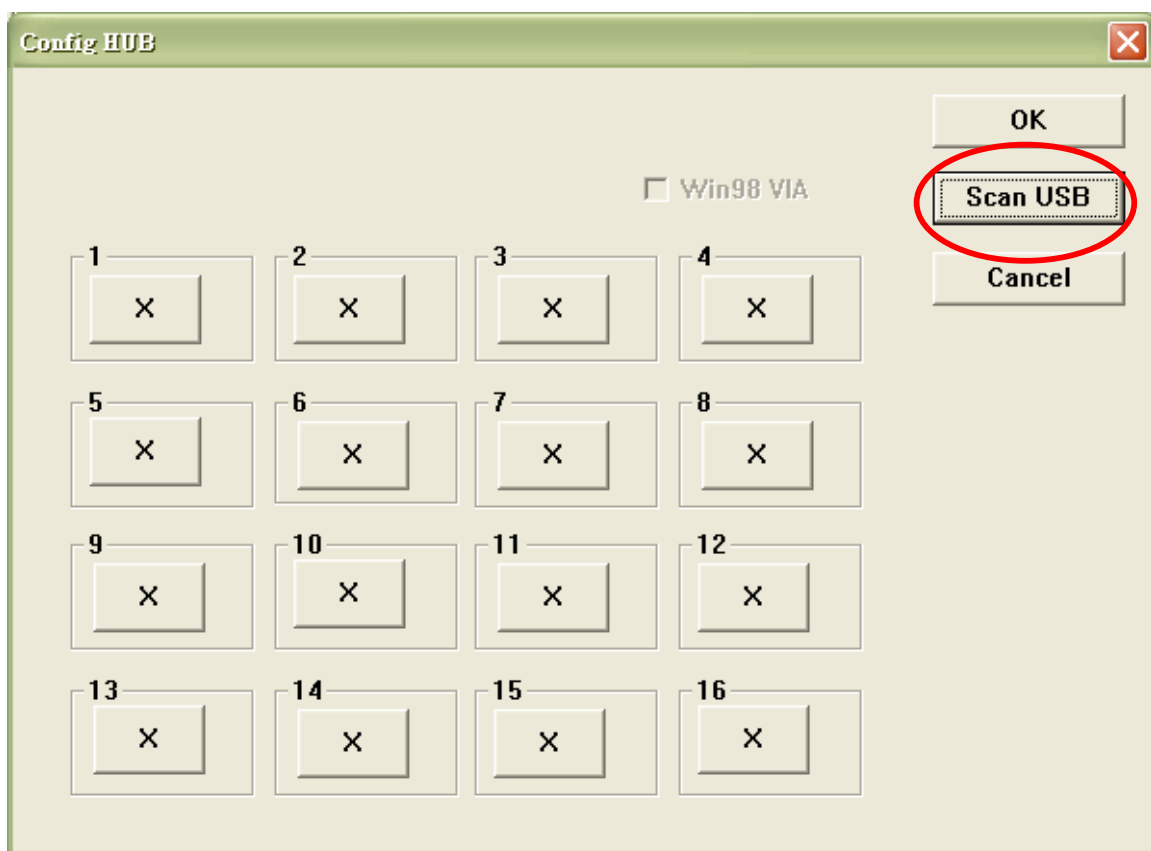 Config HUB
OK
Win98 VIA
Scan USB
Cancel
1 2 3 4
X X X X
5 6 7 8
X X X X
9 10 11 12
X X X X
13 14 15 16
X X X X